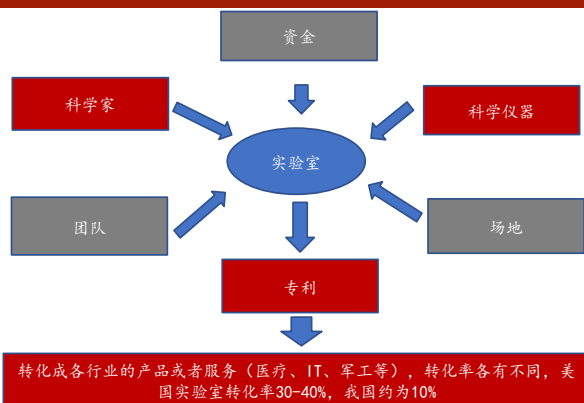 资金
科学家
科学仪器
实验室
团队
场地
专利
转化成各行业的产品或者服务（医疗、IT、军工等），转化率各有不同，美
国实验室转化率30-40%，我国约为10%